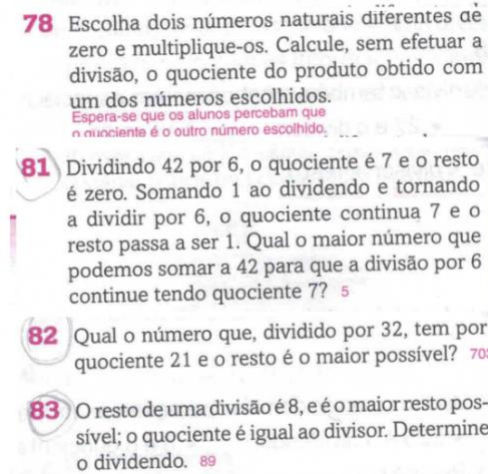 78 Escolha dois números naturais diferentes de
zero e multiplique-os. Calcule, sem efetuar a
divisão, o quociente do produto obtido com
um dos números escolhidos.
Espera-se que os alunos percebam que
o quociente é o outro número escolhido.
81 Dividindo 42 por 6, o quociente é 7 e o resto
é zero. Somando 1 ao dividendo e tornando
a dividir por 6, o quociente continua 7 e o
resto passa a ser 1. Qual o maior número que
podemos somar a 42 para que a divisão por 6
continue tendo quociente 7? 5
82 Qual o número que, dividido por 32, tem por
quociente 21 e o resto é o maior possível? 703
83 O resto de uma divisão é 8, e é o maior resto pos-
sível; o quociente é igual ao divisor. Determine
o dividendo. 89